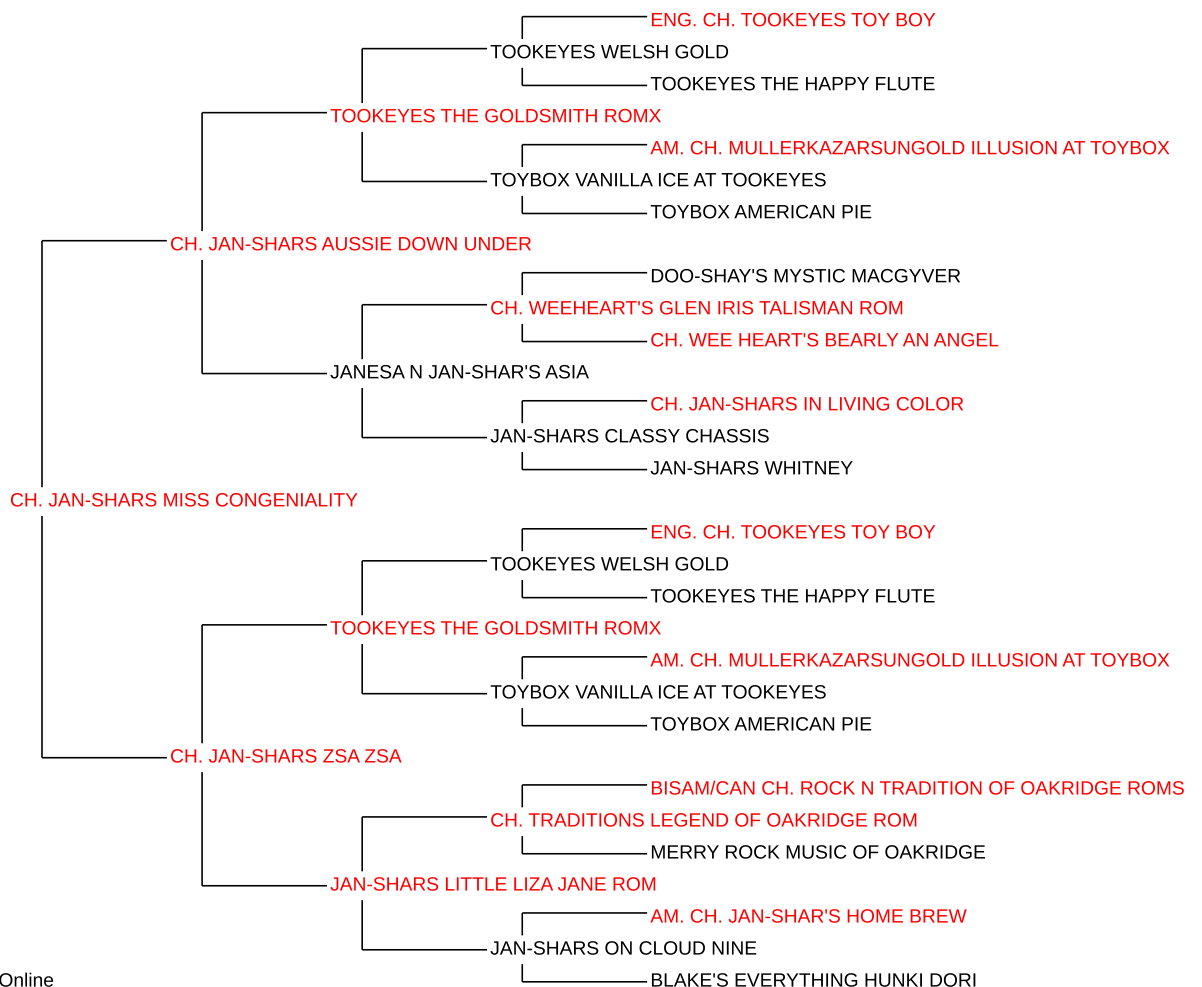 ENG. CH. TOOKEYES TOY BOY
TOOKEYES WELSH GOLD
TOOKEYES THE HAPPY FLUTE
TOOKEYES THE GOLDSMITH ROMX
AM. CH. MULLERKAZARSUNGOLD ILLUSION AT TOYBOX
TOYBOX VANILLA ICE AT TOOKEYES
TOYBOX AMERICAN PIE
CH. JAN-SHARS AUSSIE DOWN UNDER
DOO-SHAY'S MYSTIC MACGYVER
CH. WEEHEART'S GLEN IRIS TALISMAN ROM
CH. WEE HEART'S BEARLY AN ANGEL
JANESA N JAN-SHAR'S ASIA
CH. JAN-SHARS IN LIVING COLOR
JAN-SHARS CLASSY CHASSIS
JAN-SHARS WHITNEY
CH. JAN-SHARS MISS CONGENIALITY
ENG. CH. TOOKEYES TOY BOY
TOOKEYES WELSH GOLD
TOOKEYES THE HAPPY FLUTE
TOOKEYES THE GOLDSMITH ROMX
AM. CH. MULLERKAZARSUNGOLD ILLUSION AT TOYBOX
TOYBOX VANILLA ICE AT TOOKEYES
TOYBOX AMERICAN PIE
CH. JAN-SHARS ZSA ZSA
BISAM/CAN CH. ROCK N TRADITION OF OAKRIDGE ROMS
CH. TRADITIONS LEGEND OF OAKRIDGE ROM
MERRY ROCK MUSIC OF OAKRIDGE
JAN-SHARS LITTLE LIZA JANE ROM
AM. CH. JAN-SHAR'S HOME BREW
JAN-SHARS ON CLOUD NINE
BLAKE'S EVERYTHING HUNKI DORI
Online